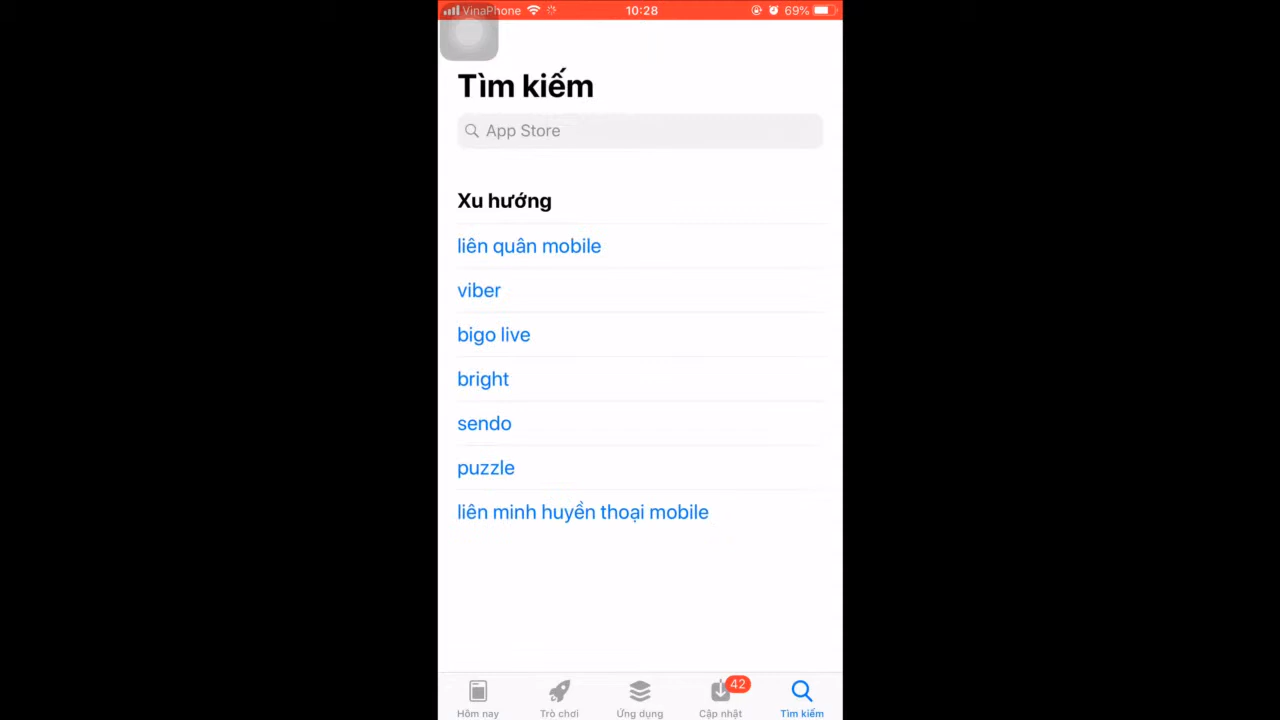 VinaPhone 10:28 69%
Tìm kiếm
App Store
Xu hướng
liên quân mobile
viber
bigo live
bright
sendo
puzzle
liên minh huyền thoại mobile
42
Hôm nay Trò chơi Ứng dụng Cập nhật Tìm kiếm